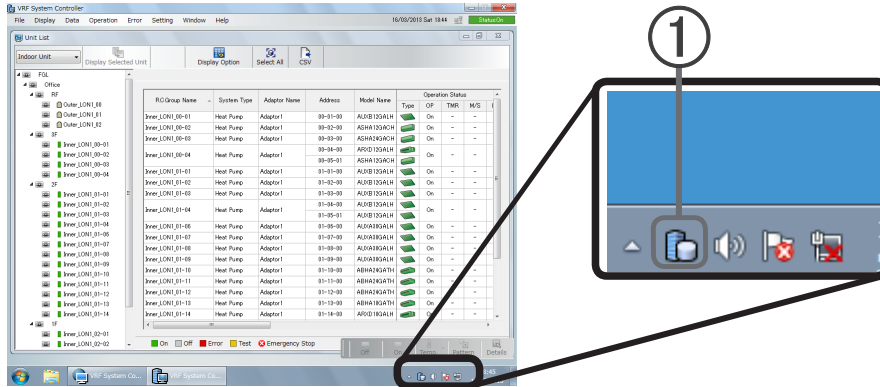 VRF System Controller
File Display Data Operation Error Setting Window Help 16/03/2013 Sat 18:44 Status:On
Unit List
Indoor Unit Display Selected Unit Display Option Select All CSV
FGL
Office
RF
Outer_LON1_00
Outer_LON1_01
Outer_LON1_02
3F
Inner_LON1_00-01
Inner_LON1_00-02
Inner_LON1_00-03
Inner_LON1_00-04
2F
Inner_LON1_01-01
Inner_LON1_01-02
Inner_LON1_01-03
Inner_LON1_01-04
Inner_LON1_01-06
Inner_LON1_01-07
Inner_LON1_01-08
Inner_LON1_01-09
Inner_LON1_01-10
Inner_LON1_01-11
Inner_LON1_01-12
Inner_LON1_01-13
Inner_LON1_01-14
1F
Inner_LON1_02-01
Inner_LON1_02-02
R.C.Group Name System Type Adaptor Name Address Model Name Operation Status
Type OP TMR M/S
Inner_LON1_00-01 Heat Pump Adaptor1 00-01-00 AUXB12GALH On - -
Inner_LON1_00-02 Heat Pump Adaptor1 00-02-00 ASHA12GACH On - -
Inner_LON1_00-03 Heat Pump Adaptor1 00-03-00 ASHA24GACH On - -
Inner_LON1_00-04 Heat Pump Adaptor1 00-04-00 ARXD12GALH On - -
00-05-01 ASHA12GACH
Inner_LON1_01-01 Heat Pump Adaptor1 01-01-00 AUXB12GALH On - -
Inner_LON1_01-02 Heat Pump Adaptor1 01-02-00 AUXB12GALH On - -
Inner_LON1_01-03 Heat Pump Adaptor1 01-03-00 AUXD18GALH On - -
Inner_LON1_01-04 Heat Pump Adaptor1 01-04-00 AUXB12GALH On - -
01-05-01 AUXB12GALH
Inner_LON1_01-06 Heat Pump Adaptor1 01-06-00 AUXA30GALH On - -
Inner_LON1_01-07 Heat Pump Adaptor1 01-07-00 AUXA30GALH On - -
Inner_LON1_01-08 Heat Pump Adaptor1 01-08-00 AUXA30GALH On - -
Inner_LON1_01-09 Heat Pump Adaptor1 01-09-00 AUXA30GALH On - -
Inner_LON1_01-10 Heat Pump Adaptor1 01-10-00 ABHA24GATH On - -
Inner_LON1_01-11 Heat Pump Adaptor1 01-11-00 ABHA24GATH On - -
Inner_LON1_01-12 Heat Pump Adaptor1 01-12-00 ABHA24GATH On - -
Inner_LON1_01-13 Heat Pump Adaptor1 01-13-00 ABHA18GATH On - -
Inner_LON1_01-14 Heat Pump Adaptor1 01-14-00 ARXD18GALH On - -
On Off Error Test Emergency Stop
Off On Temp. Pattern Details
VRF System Co... VRF System Co...
①